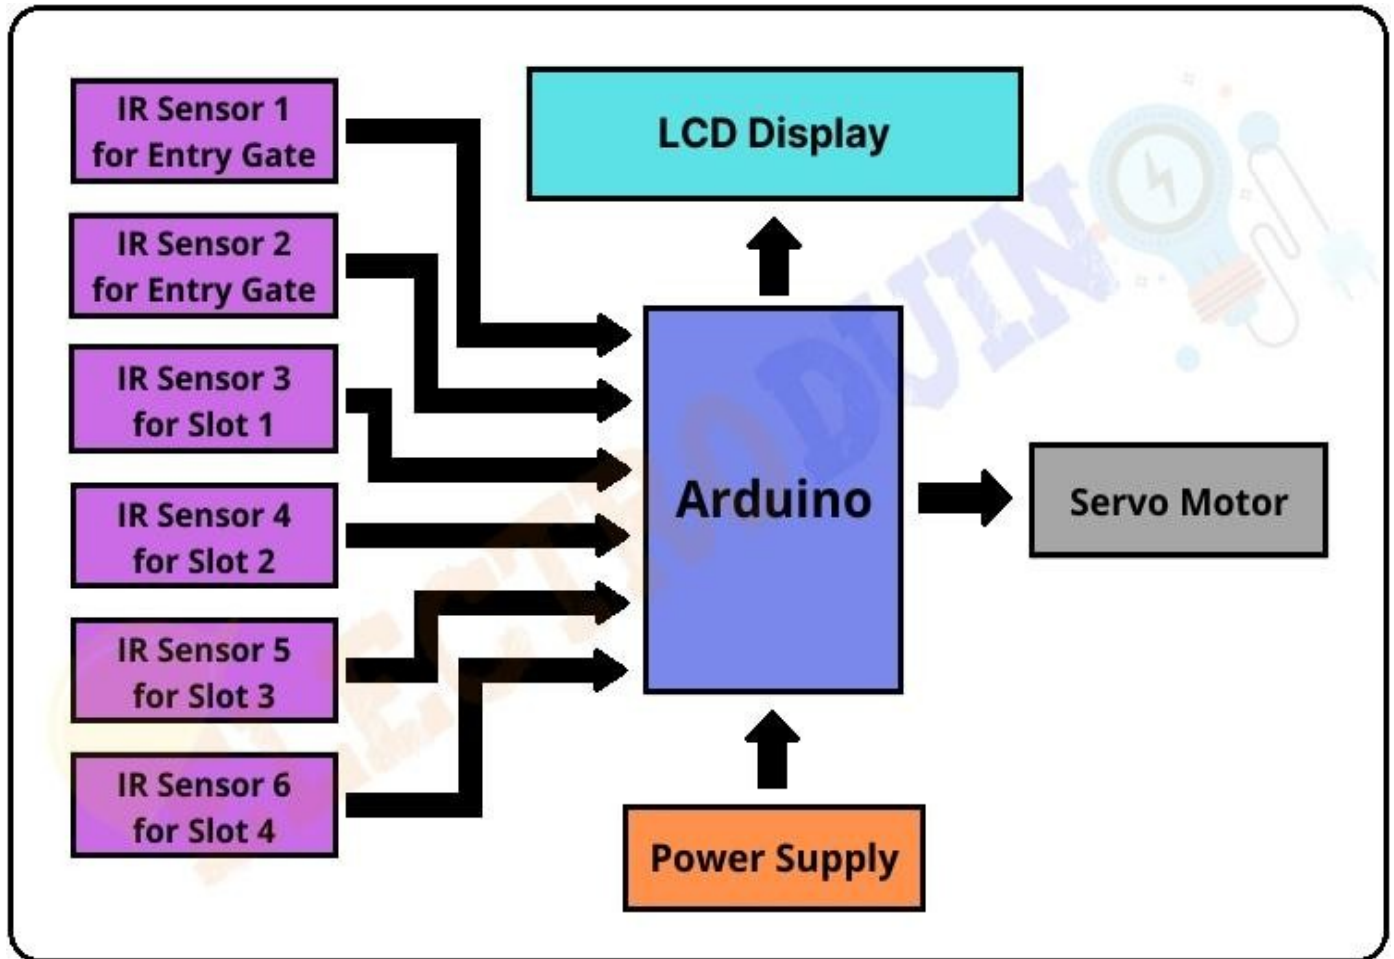 IR Sensor 1
for Entry Gate
IR Sensor 2
for Entry Gate
IR Sensor 3
for Slot 1
IR Sensor 4
for Slot 2
IR Sensor 5
for Slot 3
IR Sensor 6
for Slot 4
LCD Display
Arduino
Servo Motor
Power Supply
ELECTRODUINO